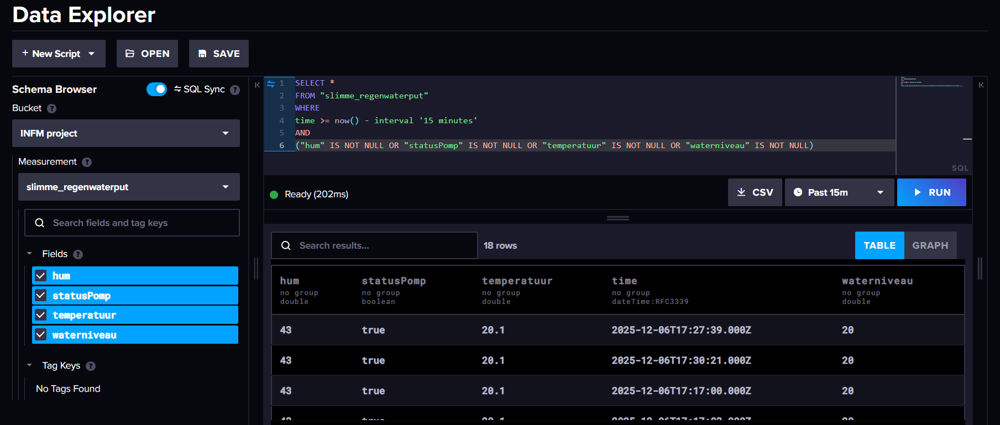 Data Explorer
+ New Script
OPEN
SAVE
Schema Browser
SQL Sync ?
Bucket ?
INFM project
Measurement ?
slimme_regenwaterput
Search fields and tag keys
Fields ?
hum
statusPomp
temperatuur
waterniveau
Tag Keys ?
No Tags Found
1 SELECT *
2 FROM "slimme_regenwaterput"
3 WHERE
4 time >= now() - interval '15 minutes'
5 AND
6 ("hum" IS NOT NULL OR "statusPomp" IS NOT NULL OR "temperatuur" IS NOT NULL OR "waterniveau" IS NOT NULL)
SQL
Ready (202ms)
CSV
Past 15m
RUN
Search results...
18 rows
TABLE
GRAPH
hum statusPomp temperatuur time waterniveau
no group no group no group no group no group
double boolean double dateTime:RFC3339 double
43 true 20.1 2025-12-06T17:27:39.000Z 20
43 true 20.1 2025-12-06T17:30:21.000Z 20
43 true 20.1 2025-12-06T17:17:00.000Z 20